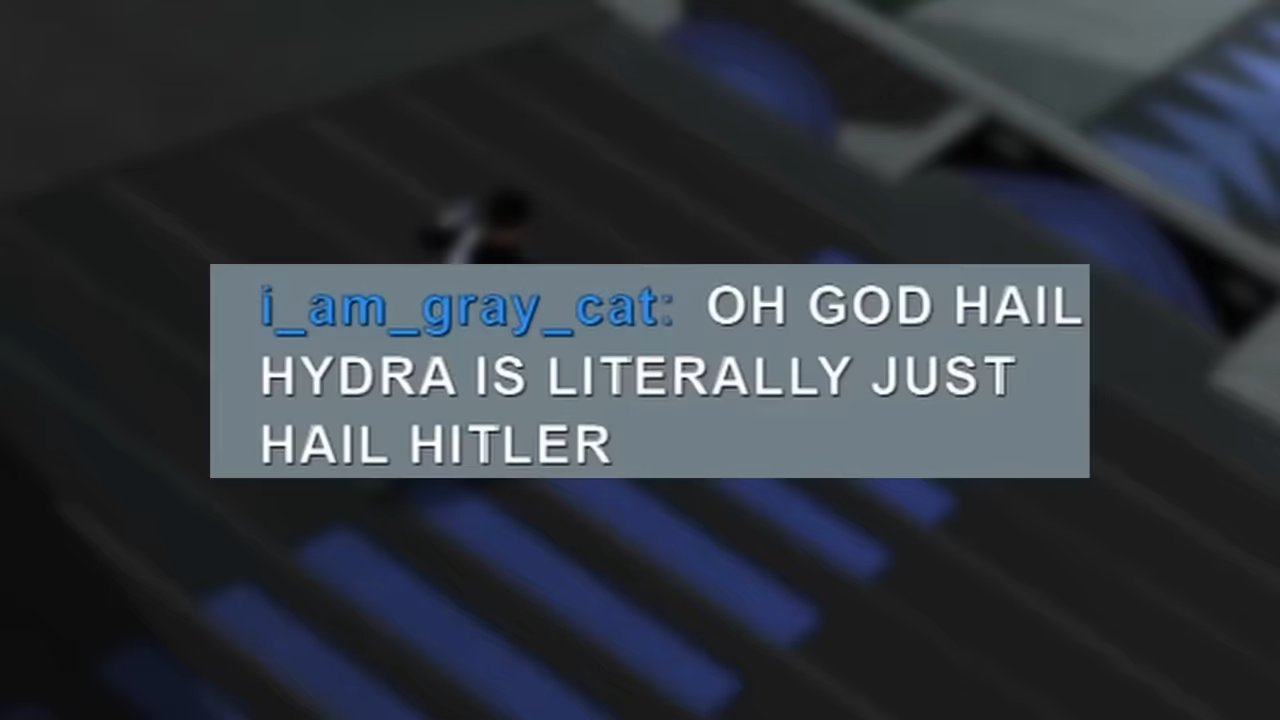 i_am_gray_cat: OH GOD HAIL
HYDRA IS LITERALLY JUST
HAIL HITLER